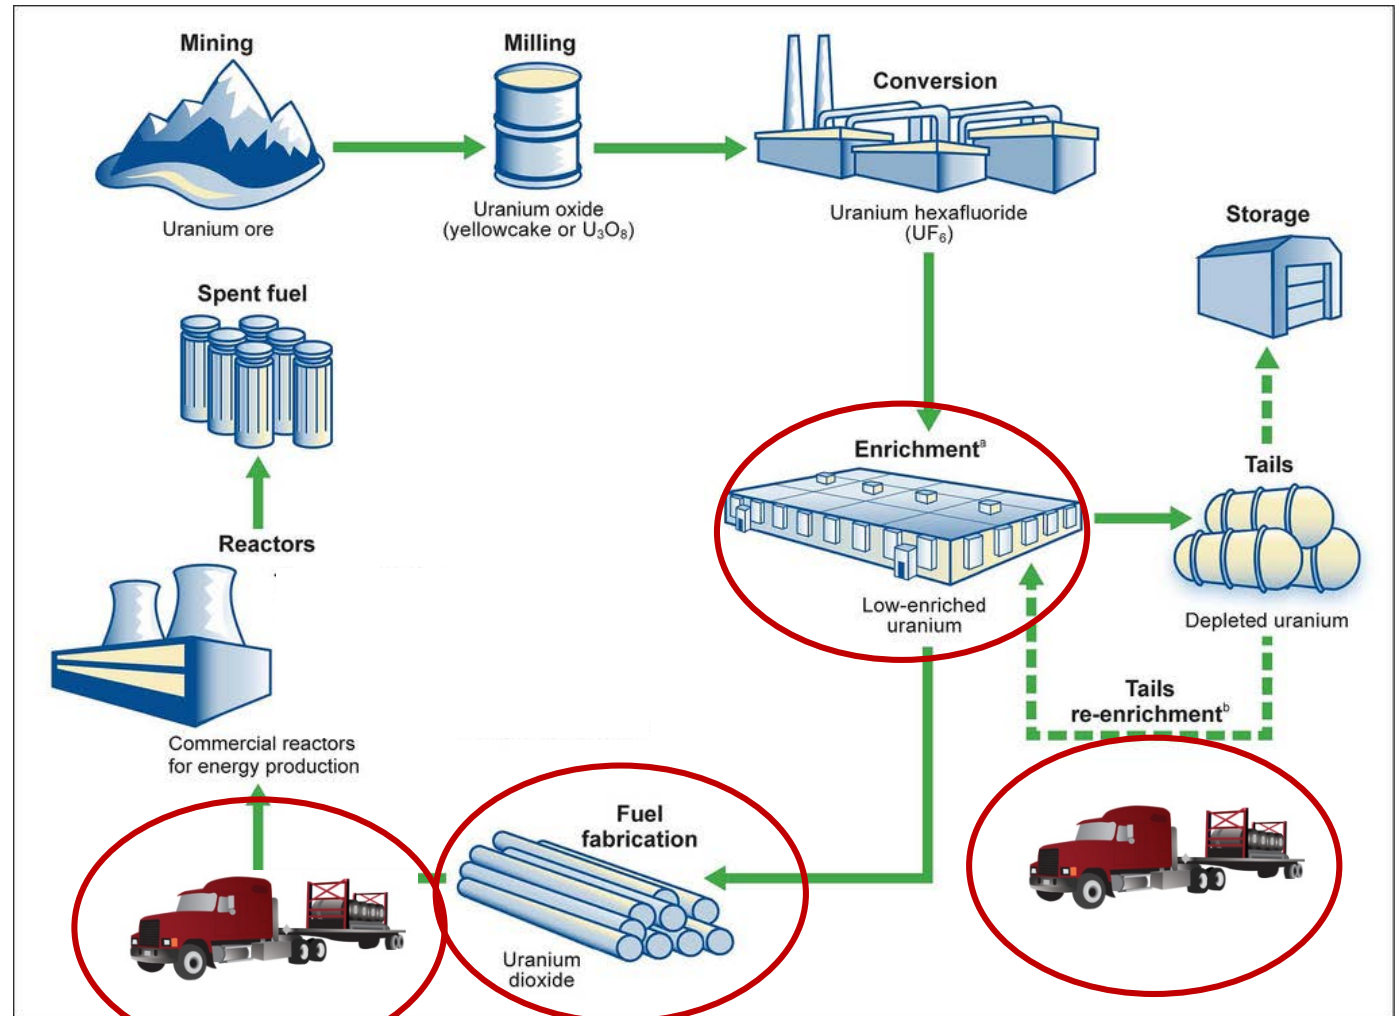 Mining
Uranium ore
Milling
Uranium oxide
(yellowcake or U₃O₈)
Conversion
Uranium hexafluoride
(UF₆)
Storage
Spent fuel
Enrichmentᵃ
Low-enriched
uranium
Tails
Depleted uranium
Tails
re-enrichmentᵇ
Reactors
Commercial reactors
for energy production
Fuel
fabrication
Uranium
dioxide